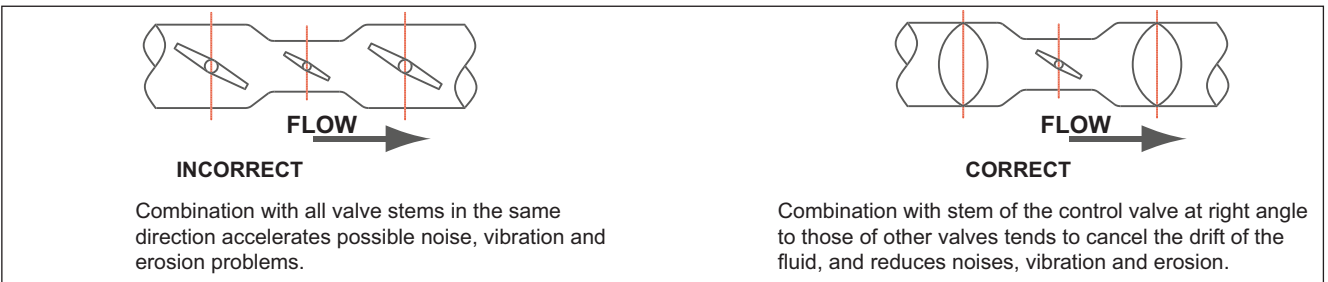 FLOW
INCORRECT
Combination with all valve stems in the same
direction accelerates possible noise, vibration and
erosion problems.
FLOW
CORRECT
Combination with stem of the control valve at right angle
to those of other valves tends to cancel the drift of the
fluid, and reduces noises, vibration and erosion.